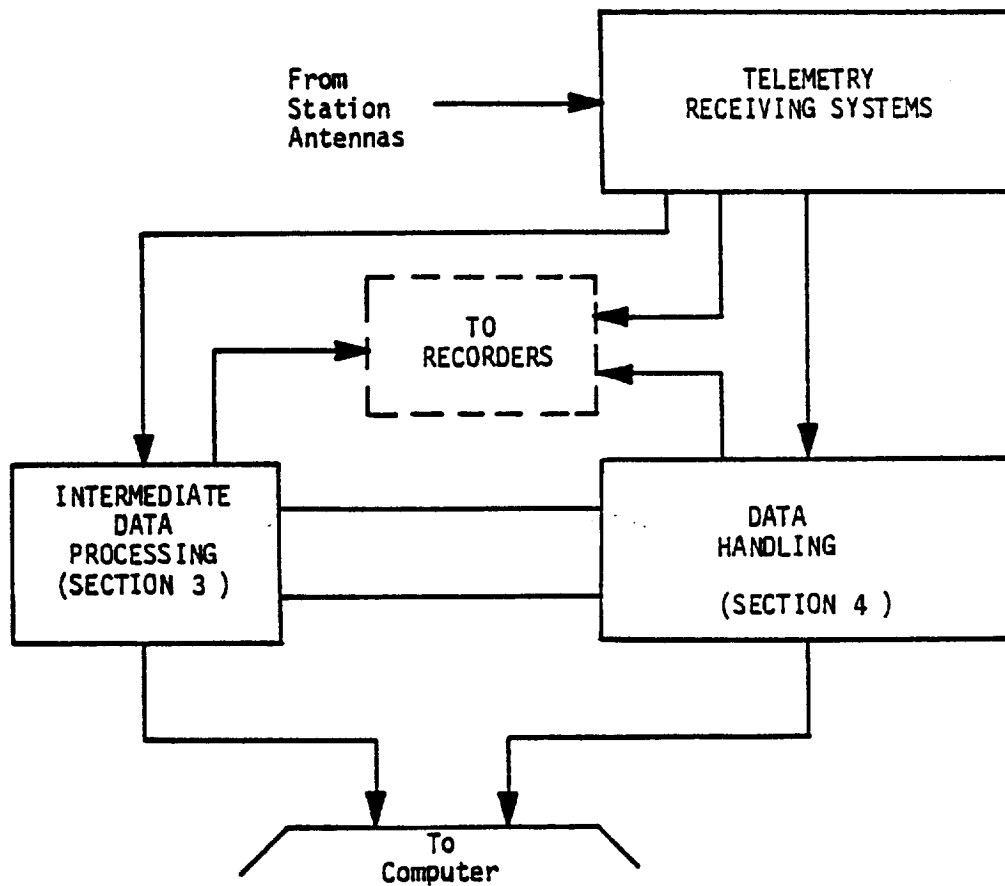 From
Station
Antennas
TELEMETRY
RECEIVING SYSTEMS
TO
RECORDERS
INTERMEDIATE
DATA
PROCESSING
(SECTION 3 )
DATA
HANDLING
(SECTION 4 )
To
Computer